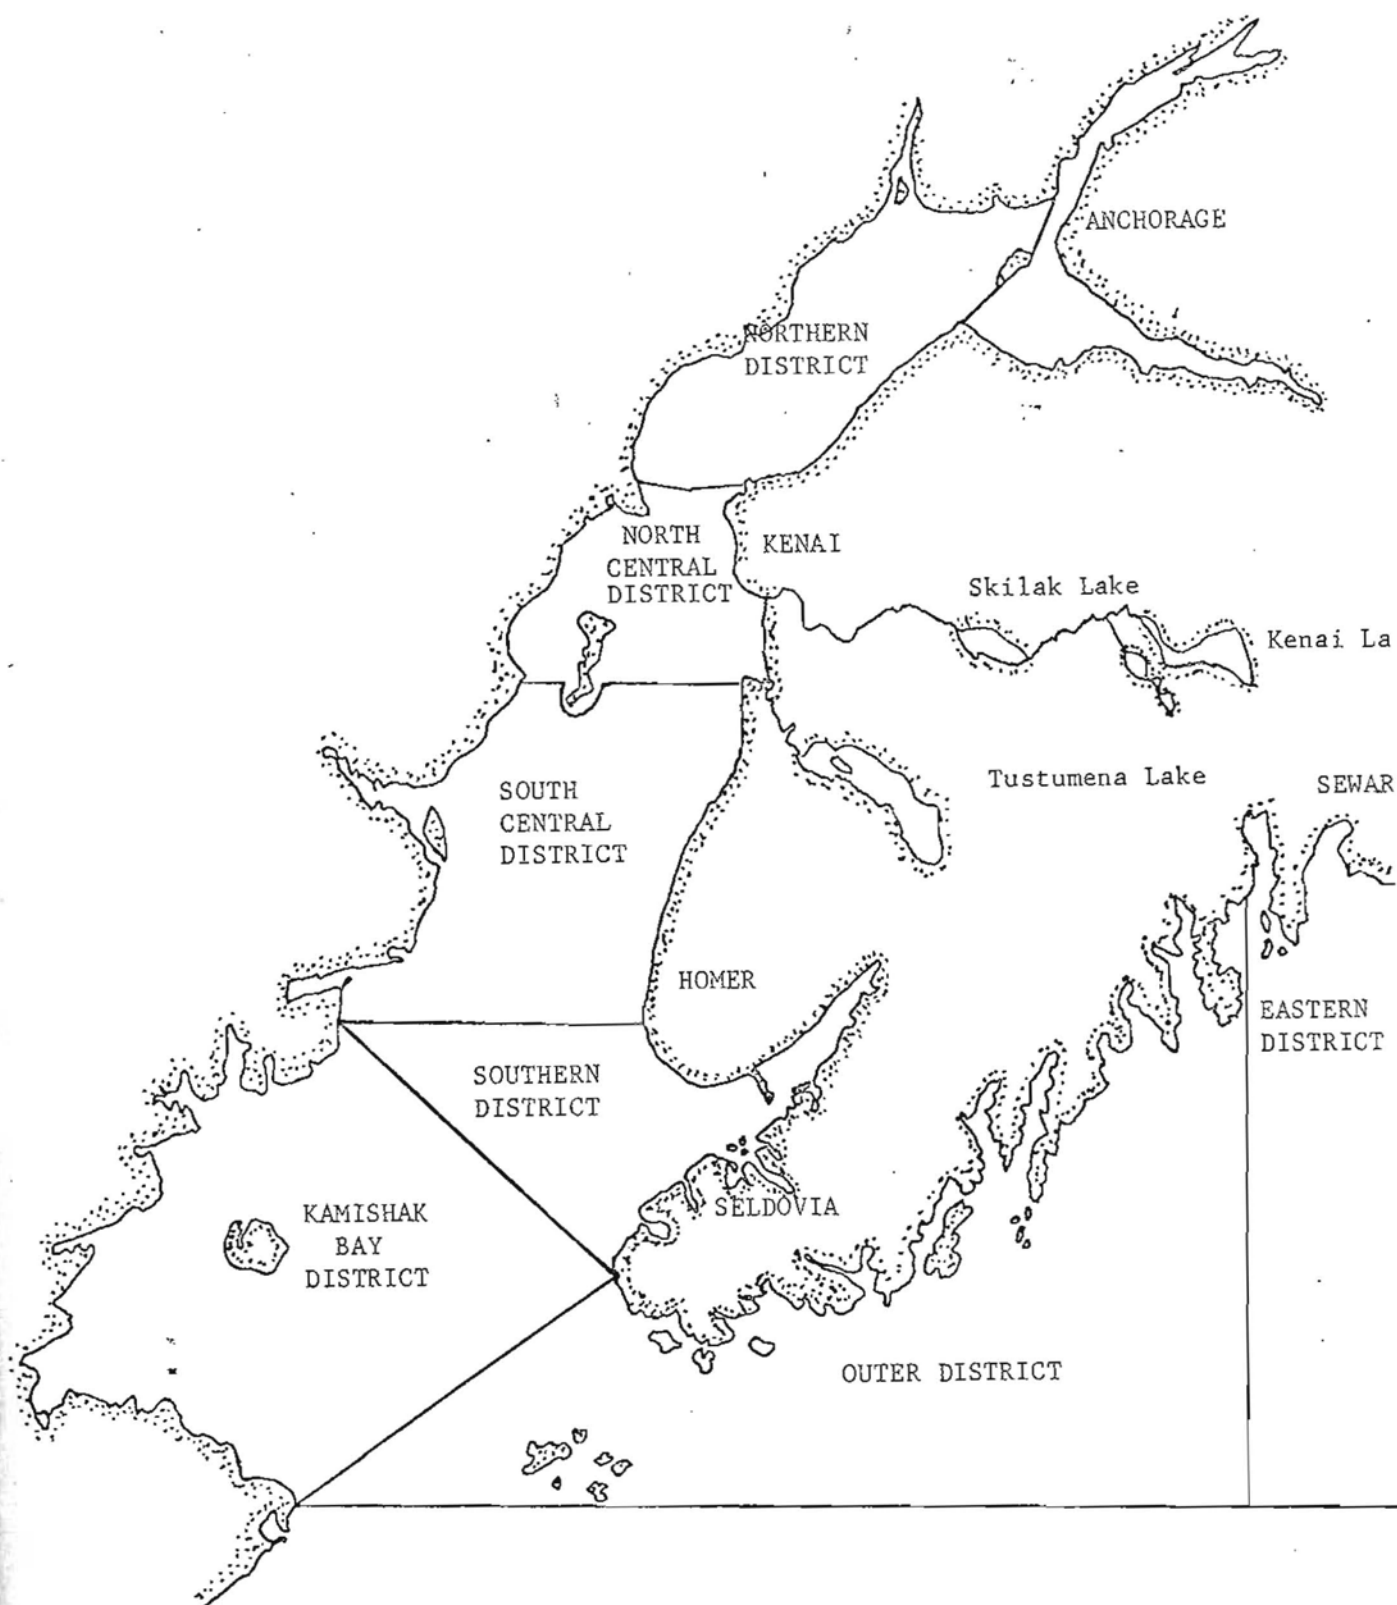 ANCHORAGE
NORTHERN
DISTRICT
NORTH
CENTRAL
DISTRICT
KENAI
Skilak Lake
Kenai La
Tustumena Lake
SEWAR
SOUTH
CENTRAL
DISTRICT
HOMER
EASTERN
DISTRICT
SOUTHERN
DISTRICT
SELDOVIA
KAMISHAK
BAY
DISTRICT
OUTER DISTRICT